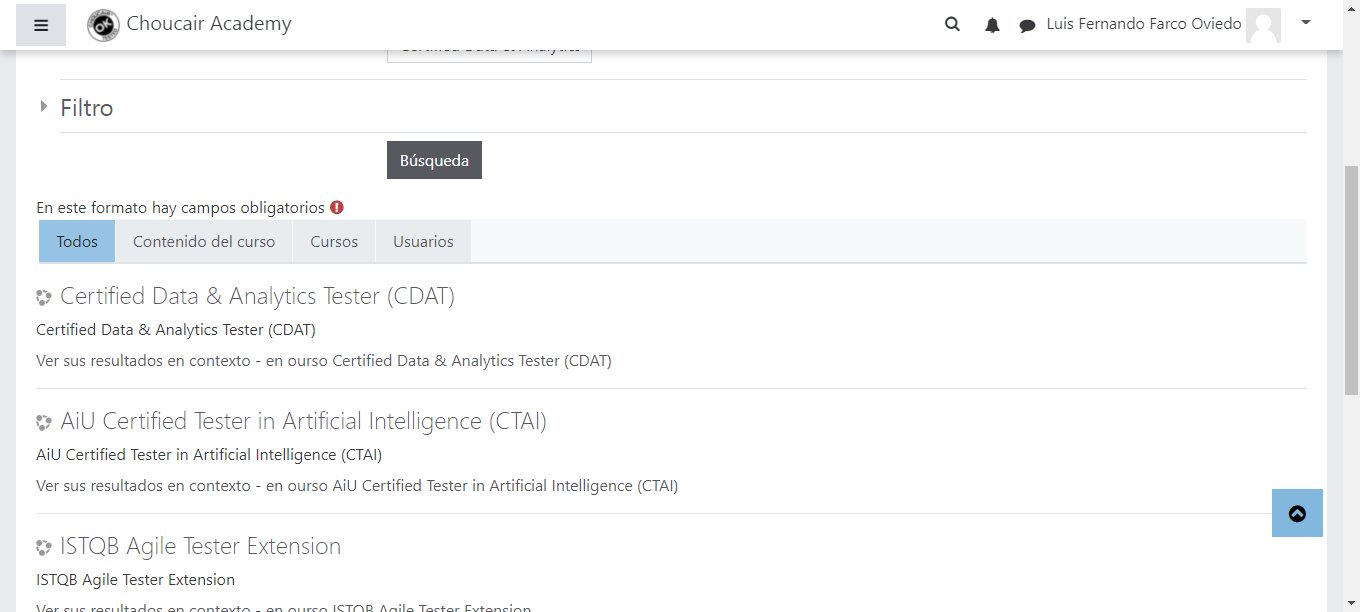 Choucair Academy
Luis Fernando Farco Oviedo
Certified Data & Analytics
Filtro
Búsqueda
En este formato hay campos obligatorios
Todos
Contenido del curso
Cursos
Usuarios
Certified Data & Analytics Tester (CDAT)
Certified Data & Analytics Tester (CDAT)
Ver sus resultados en contexto - en ourso Certified Data & Analytics Tester (CDAT)
AiU Certified Tester in Artificial Intelligence (CTAI)
AiU Certified Tester in Artificial Intelligence (CTAI)
Ver sus resultados en contexto - en ourso AiU Certified Tester in Artificial Intelligence (CTAI)
ISTQB Agile Tester Extension
ISTQB Agile Tester Extension
Ver sus resultados en contexto - en ourso ISTQB Agile Tester Extension